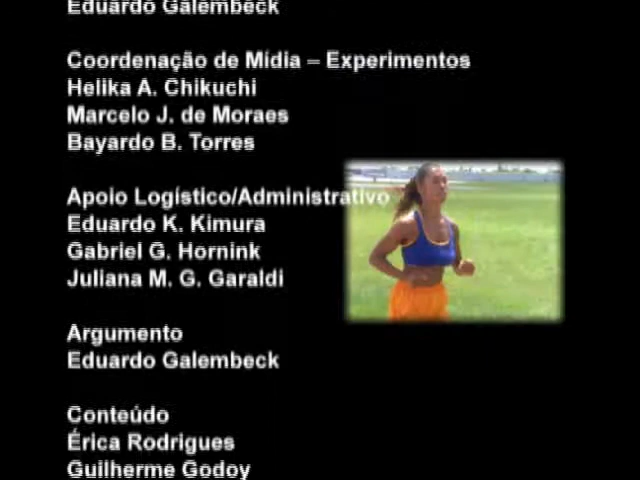 Eduardo Galembeck
Coordenação de Mídia – Experimentos
Helika A. Chikuchi
Marcelo J. de Moraes
Bayardo B. Torres
Apoio Logístico/Administrativo
Eduardo K. Kimura
Gabriel G. Hornink
Juliana M. G. Garaldi
Argumento
Eduardo Galembeck
Conteúdo
Érica Rodrigues
Guilherme Godoy